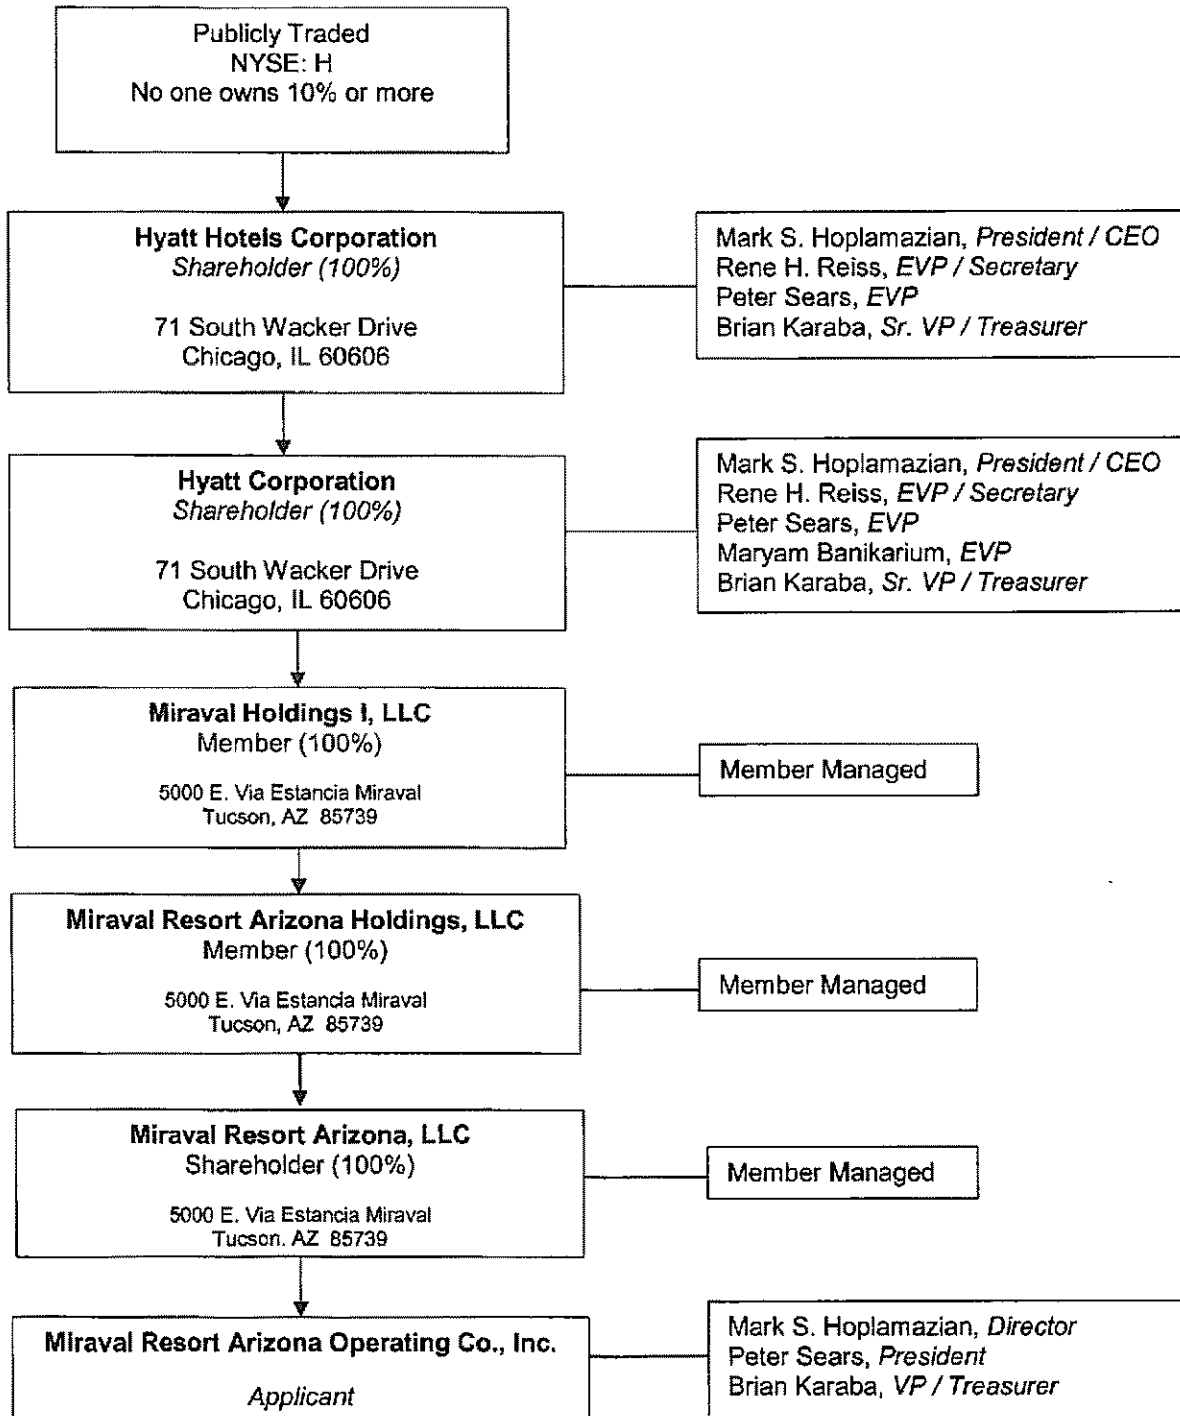 Publicly Traded
NYSE: H
No one owns 10% or more
Hyatt Hotels Corporation
Shareholder (100%)
71 South Wacker Drive
Chicago, IL 60606
Mark S. Hoplamazian, President / CEO
Rene H. Reiss, EVP / Secretary
Peter Sears, EVP
Brian Karaba, Sr. VP / Treasurer
Hyatt Corporation
Shareholder (100%)
71 South Wacker Drive
Chicago, IL 60606
Mark S. Hoplamazian, President / CEO
Rene H. Reiss, EVP / Secretary
Peter Sears, EVP
Maryam Banikarium, EVP
Brian Karaba, Sr. VP / Treasurer
Miraval Holdings I, LLC
Member (100%)
5000 E. Via Estancia Miraval
Tucson, AZ 85739
Member Managed
Miraval Resort Arizona Holdings, LLC
Member (100%)
5000 E. Via Estancia Miraval
Tucson, AZ 85739
Member Managed
Miraval Resort Arizona, LLC
Shareholder (100%)
5000 E. Via Estancia Miraval
Tucson. AZ 85739
Member Managed
Miraval Resort Arizona Operating Co., Inc.
Applicant
Mark S. Hoplamazian, Director
Peter Sears, President
Brian Karaba, VP / Treasurer